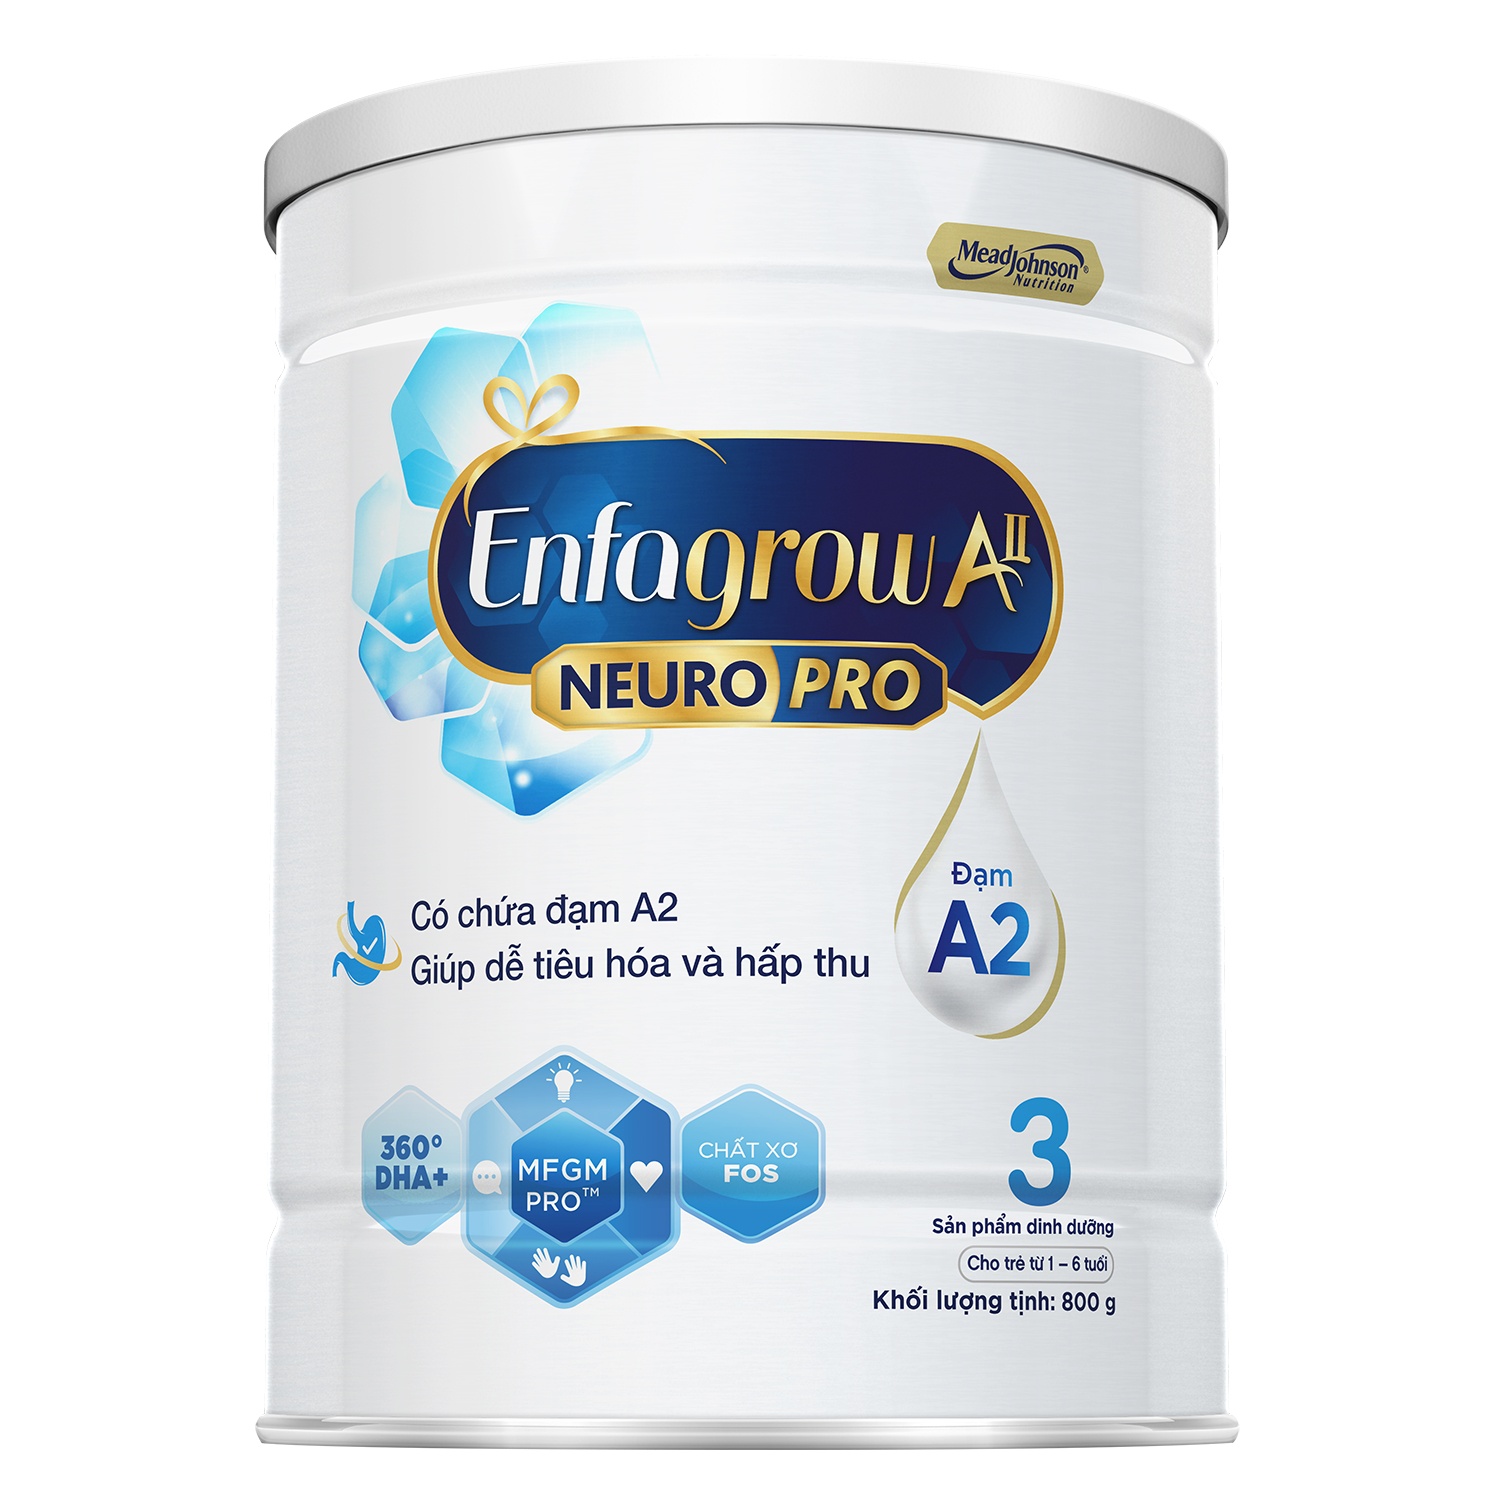 MeadJohnson®
Nutrition
Enfagrow AII
NEURO PRO
Đạm
A2
Có chứa đạm A2
Giúp dễ tiêu hóa và hấp thu
360°
DHA+
MFGM
PRO™
CHẤT XƠ
FOS
3
Sản phẩm dinh dưỡng
Cho trẻ từ 1 – 6 tuổi
Khối lượng tịnh: 800 g